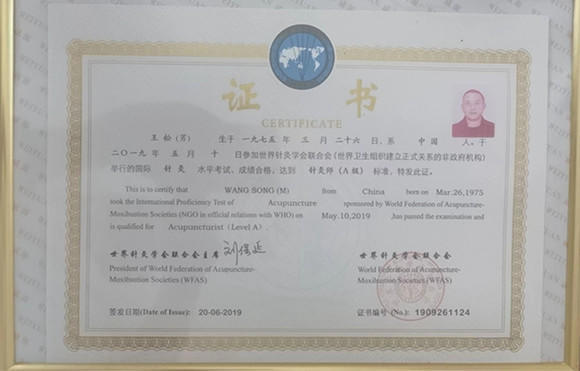 证 书
CERTIFICATE
王松(男) 生于一九七五年 三 月 二十六 日,系 中国 人。于
二〇一九年 五 月 十 日参加世界针灸学会联合会(世界卫生组织建立正式关系的非政府机构)
举行的国际 针灸 水平考试,成绩合格,达到 针灸师(A级) 标准,特发此证。
This is to certify that WANG SONG (M) from China born on Mar.26,1975
took the International Proficiency Test of Acupuncture sponsored by World Federation of Acupuncture-
Moxibustion Societies (NGO in official relations with WHO) on May.10,2019 .has passed the examination and
is qualified for Acupuncturist (Level A).
世界针灸学会联合会主席 刘保延
President of World Federation of Acupuncture-
Moxibustion Societies (WFAS)
世界针灸学会联合会
World Federation of Acupuncture-
Moxibustion Societies (WFAS)
签发日期(Date of Issue): 20-06-2019
证书编号(No.): 1909261124